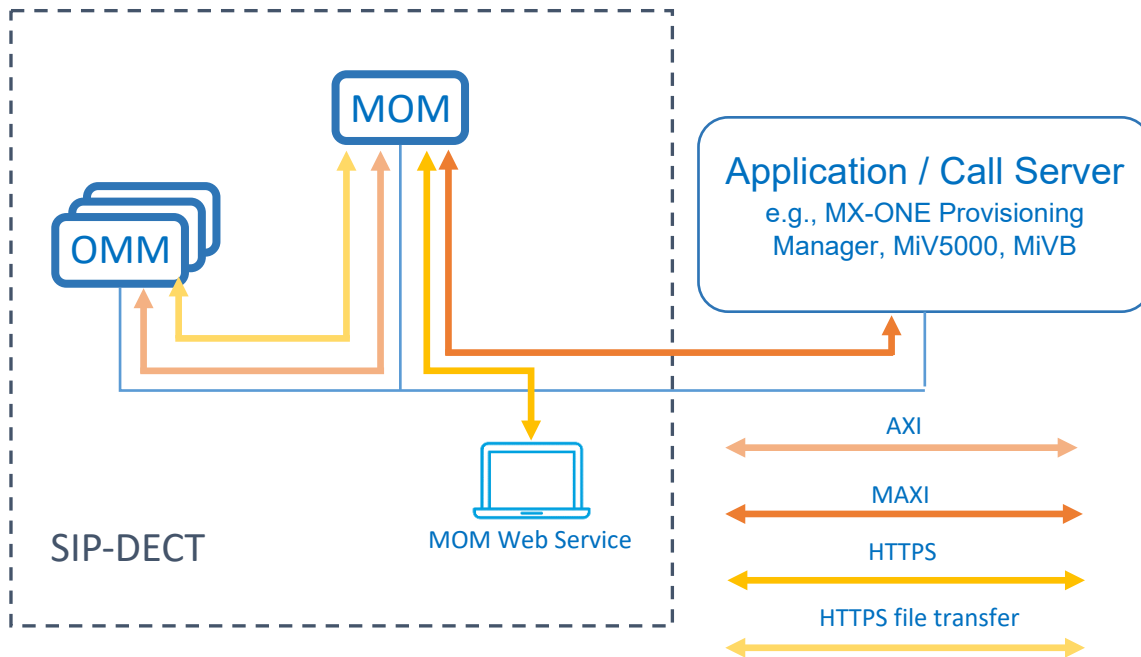 MOM
OMM
Application / Call Server
e.g., MX-ONE Provisioning
Manager, MiV5000, MiVB
AXI
MAXI
MOM Web Service
SIP-DECT
HTTPS
HTTPS file transfer